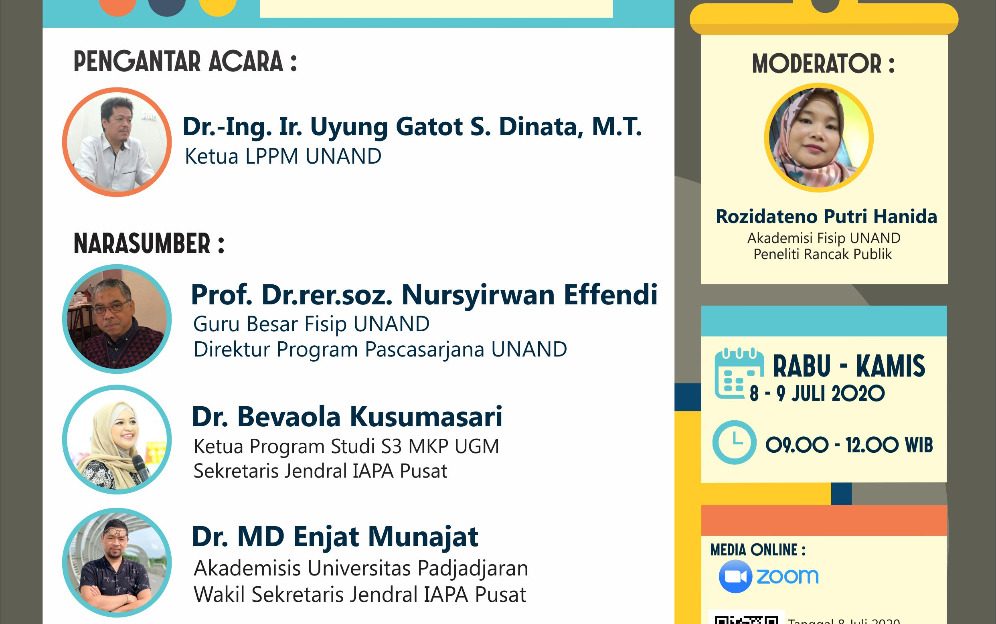 PENGANTAR ACARA :
Dr.-Ing. Ir. Uyung Gatot S. Dinata, M.T.
Ketua LPPM UNAND
NARASUMBER :
Prof. Dr.rer.soz. Nursyirwan Effendi
Guru Besar Fisip UNAND
Direktur Program Pascasarjana UNAND
Dr. Bevaola Kusumasari
Ketua Program Studi S3 MKP UGM
Sekretaris Jendral IAPA Pusat
Dr. MD Enjat Munajat
Akademisis Universitas Padjadjaran
Wakil Sekretaris Jendral IAPA Pusat
MODERATOR :
Rozidateno Putri Hanida
Akademisi Fisip UNAND
Peneliti Rancak Publik
RABU - KAMIS
8 - 9 JULI 2020
09.00 - 12.00 WIB
MEDIA ONLINE :
zoom
Tanggal 8 Juli 2020